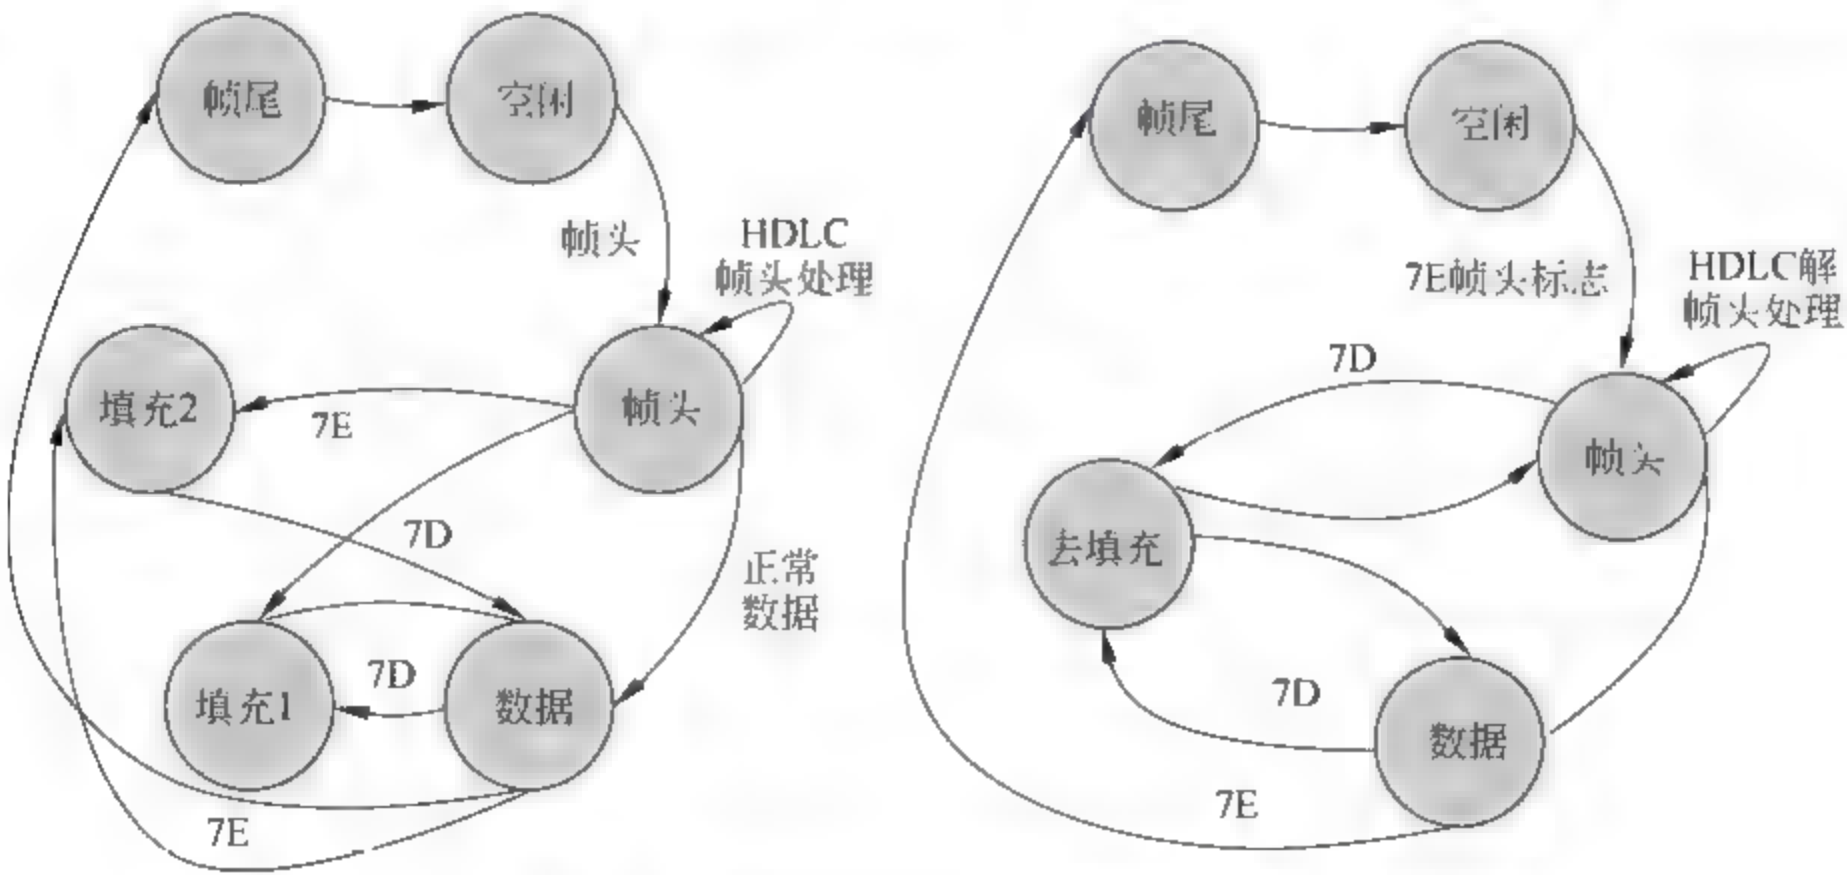 帧尾
空闲
帧头
HDLC
帧头处理
填充2
7E
帧头
7D
正常
数据
填充1
7D
数据
7E
帧尾
空闲
7E帧头标志
HDLC解
帧头处理
7D
帧头
去填充
7D
数据
7E